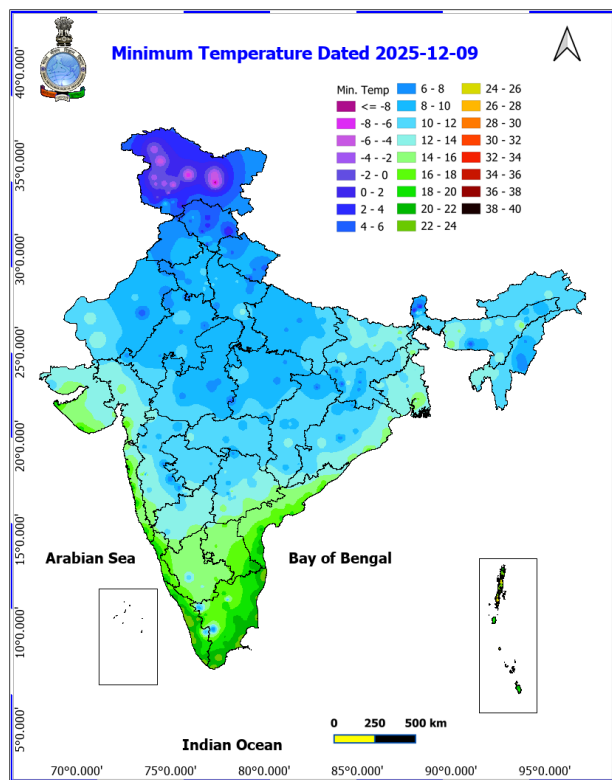 Minimum Temperature Dated 2025-12-09
Min. Temp
<= -8
-8 - -6
-6 - -4
-4 - -2
-2 - 0
0 - 2
2 - 4
4 - 6
6 - 8
8 - 10
10 - 12
12 - 14
14 - 16
16 - 18
18 - 20
20 - 22
22 - 24
24 - 26
26 - 28
28 - 30
30 - 32
32 - 34
34 - 36
36 - 38
38 - 40
40°0.000'
35°0.000'
30°0.000'
25°0.000'
20°0.000'
15°0.000'
10°0.000'
5°0.000'
Arabian Sea
Bay of Bengal
0 250 500 km
Indian Ocean
70°0.000' 75°0.000' 80°0.000' 85°0.000' 90°0.000' 95°0.000'